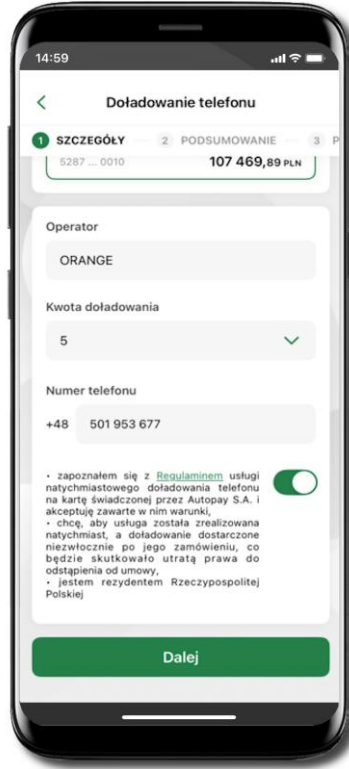 14:59
Doładowanie telefonu
1 SZCZEGÓŁY 2 PODSUMOWANIE 3 P
5287 ... 0010 107 469,89 PLN
Operator
ORANGE
Kwota doładowania
5
Numer telefonu
+48 501 953 677
• zapoznałem się z Regulaminem usługi
natychmiastowego doładowania telefonu
na kartę świadczonej przez Autopay S.A. i
akceptuję zawarte w nim warunki,
• chcę, aby usługa została zrealizowana
natychmiast, a doładowanie dostarczone
niezwłocznie po jego zamówieniu, co
będzie skutkowało utratą prawa do
odstąpienia od umowy,
• jestem rezydentem Rzeczypospolitej
Polskiej
Dalej